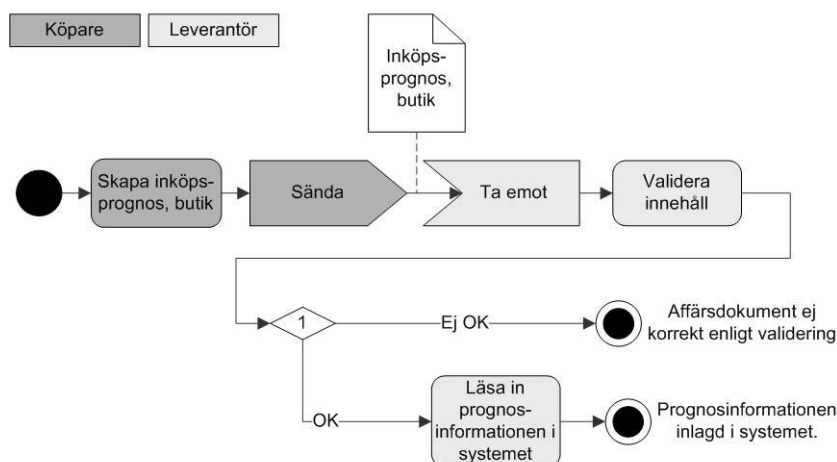 Köpare
Leverantör
Inköps-
prognos,
butik
Skapa inköps-
prognos, butik
Sända
Ta emot
Validera
innehåll
1
Ej OK
Affärsdokument ej
korrekt enligt validering
OK
Läsa in
prognos-
informationen i
systemet
Prognosinformationen
inlagd i systemet.